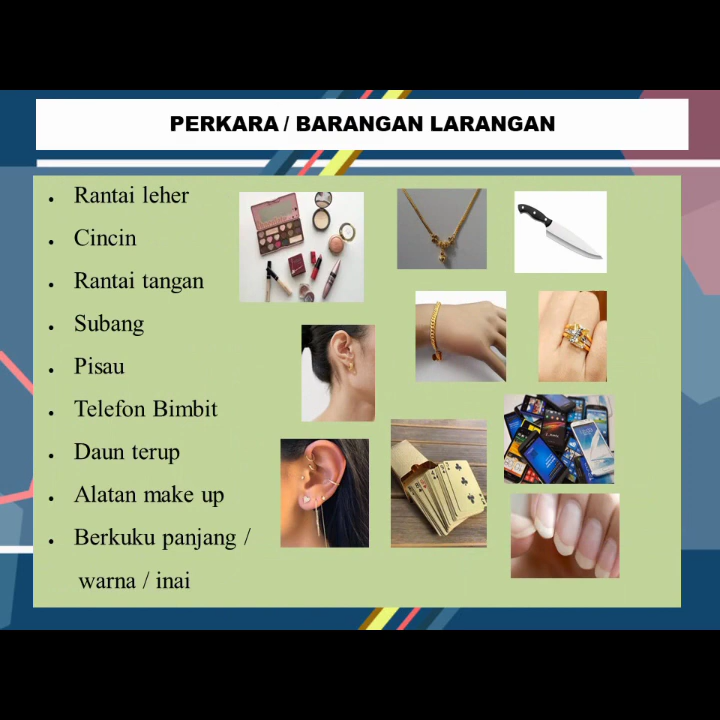 PERKARA / BARANGAN LARANGAN
• Rantai leher
• Cincin
• Rantai tangan
• Subang
• Pisau
• Telefon Bimbit
• Daun terup
• Alatan make up
• Berkuku panjang /
warna / inai